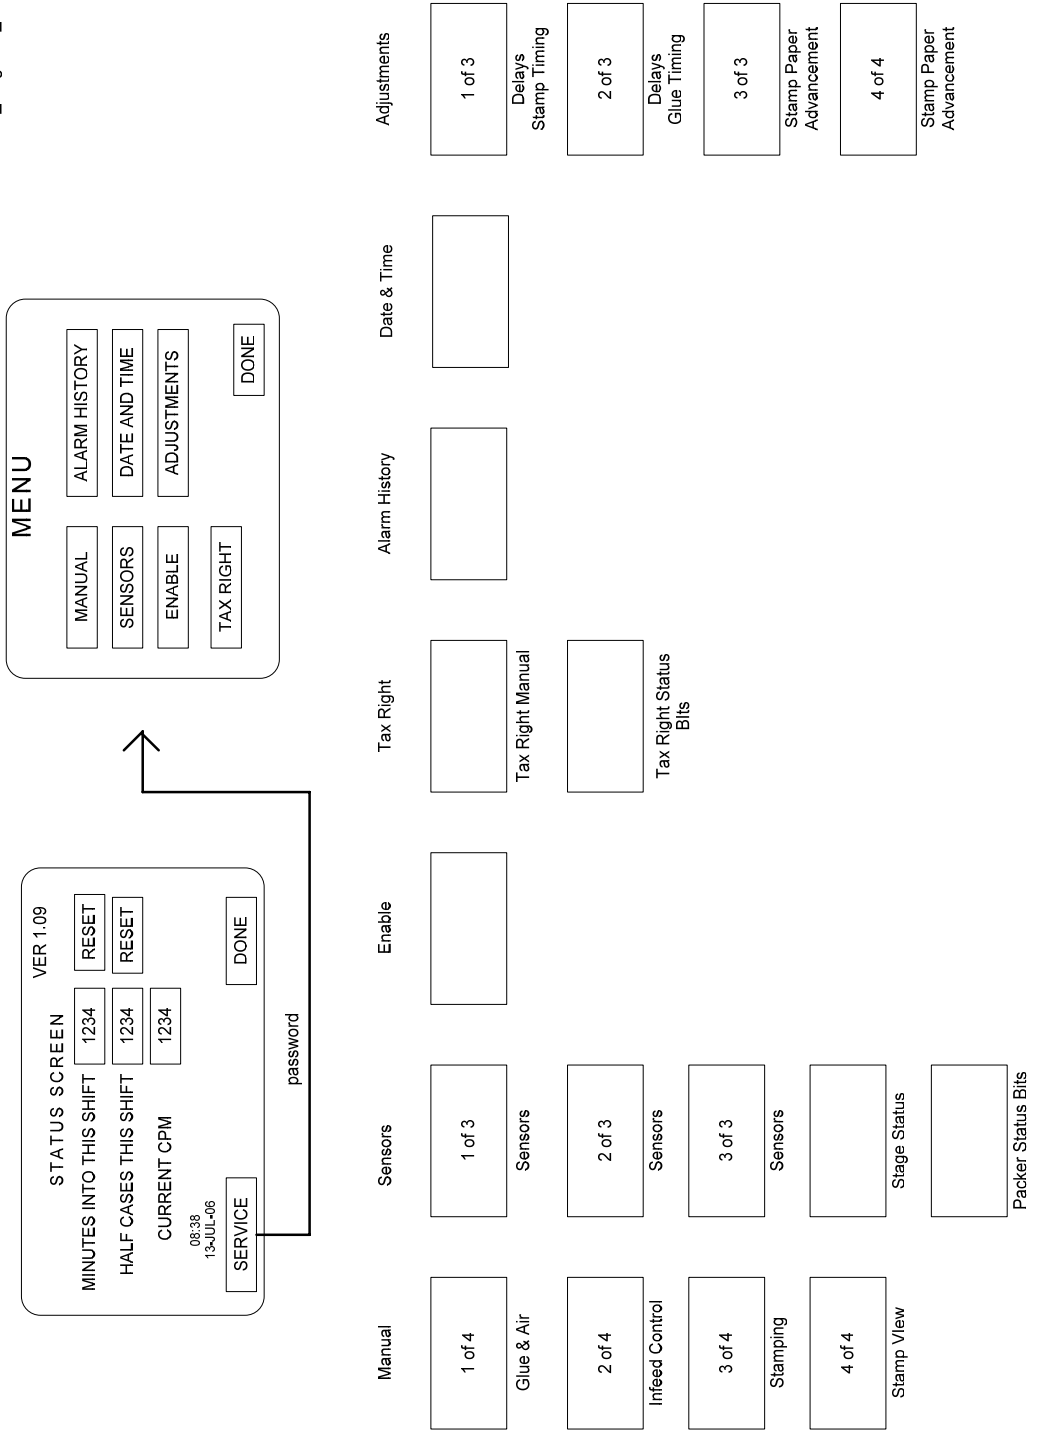 STATUS SCREEN
VER 1.09
MINUTES INTO THIS SHIFT
1234
RESET
HALF CASES THIS SHIFT
1234
RESET
CURRENT CPM
1234
08:38
13-JUL-06
SERVICE
DONE
password
MENU
MANUAL
ALARM HISTORY
SENSORS
DATE AND TIME
ENABLE
ADJUSTMENTS
TAX RIGHT
DONE
Manual
1 of 4
Glue & Air
2 of 4
Infeed Control
3 of 4
Stamping
4 of 4
Stamp VIew
Sensors
1 of 3
Sensors
2 of 3
Sensors
3 of 3
Sensors
Stage Status
Packer Status Bits
Enable
Tax Right
Tax Right Manual
Tax Right Status
BIts
Alarm History
Date & Time
Adjustments
1 of 3
Delays
Stamp Timing
2 of 3
Delays
Glue Timing
3 of 3
Stamp Paper
Advancement
4 of 4
Stamp Paper
Advancement